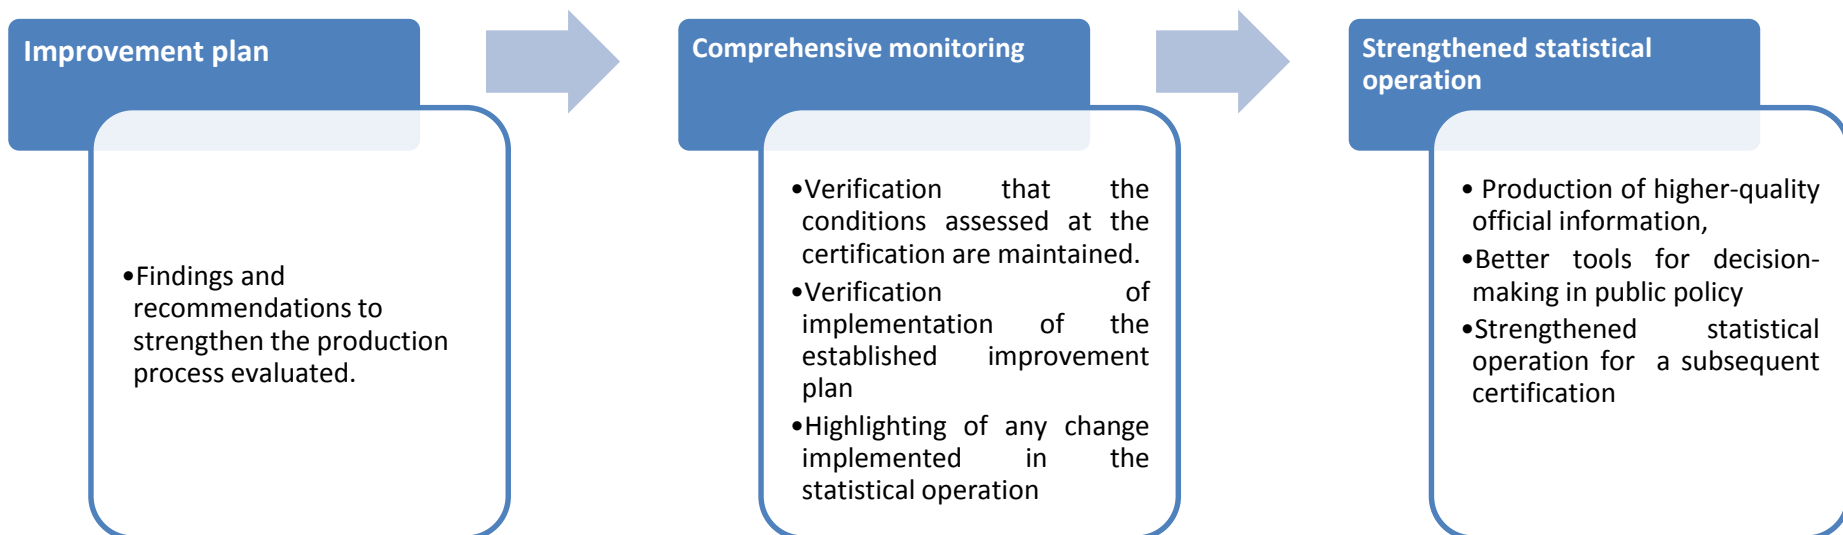 Improvement plan
•Findings and
recommendations to
strengthen the production
process evaluated.
Comprehensive monitoring
•Verification that the
conditions assessed at the
certification are maintained.
•Verification of
implementation of the
established improvement
plan
•Highlighting of any change
implemented in the
statistical operation
Strengthened statistical
operation
• Production of higher-quality
official information,
•Better tools for decision-
making in public policy
•Strengthened statistical
operation for a subsequent
certification